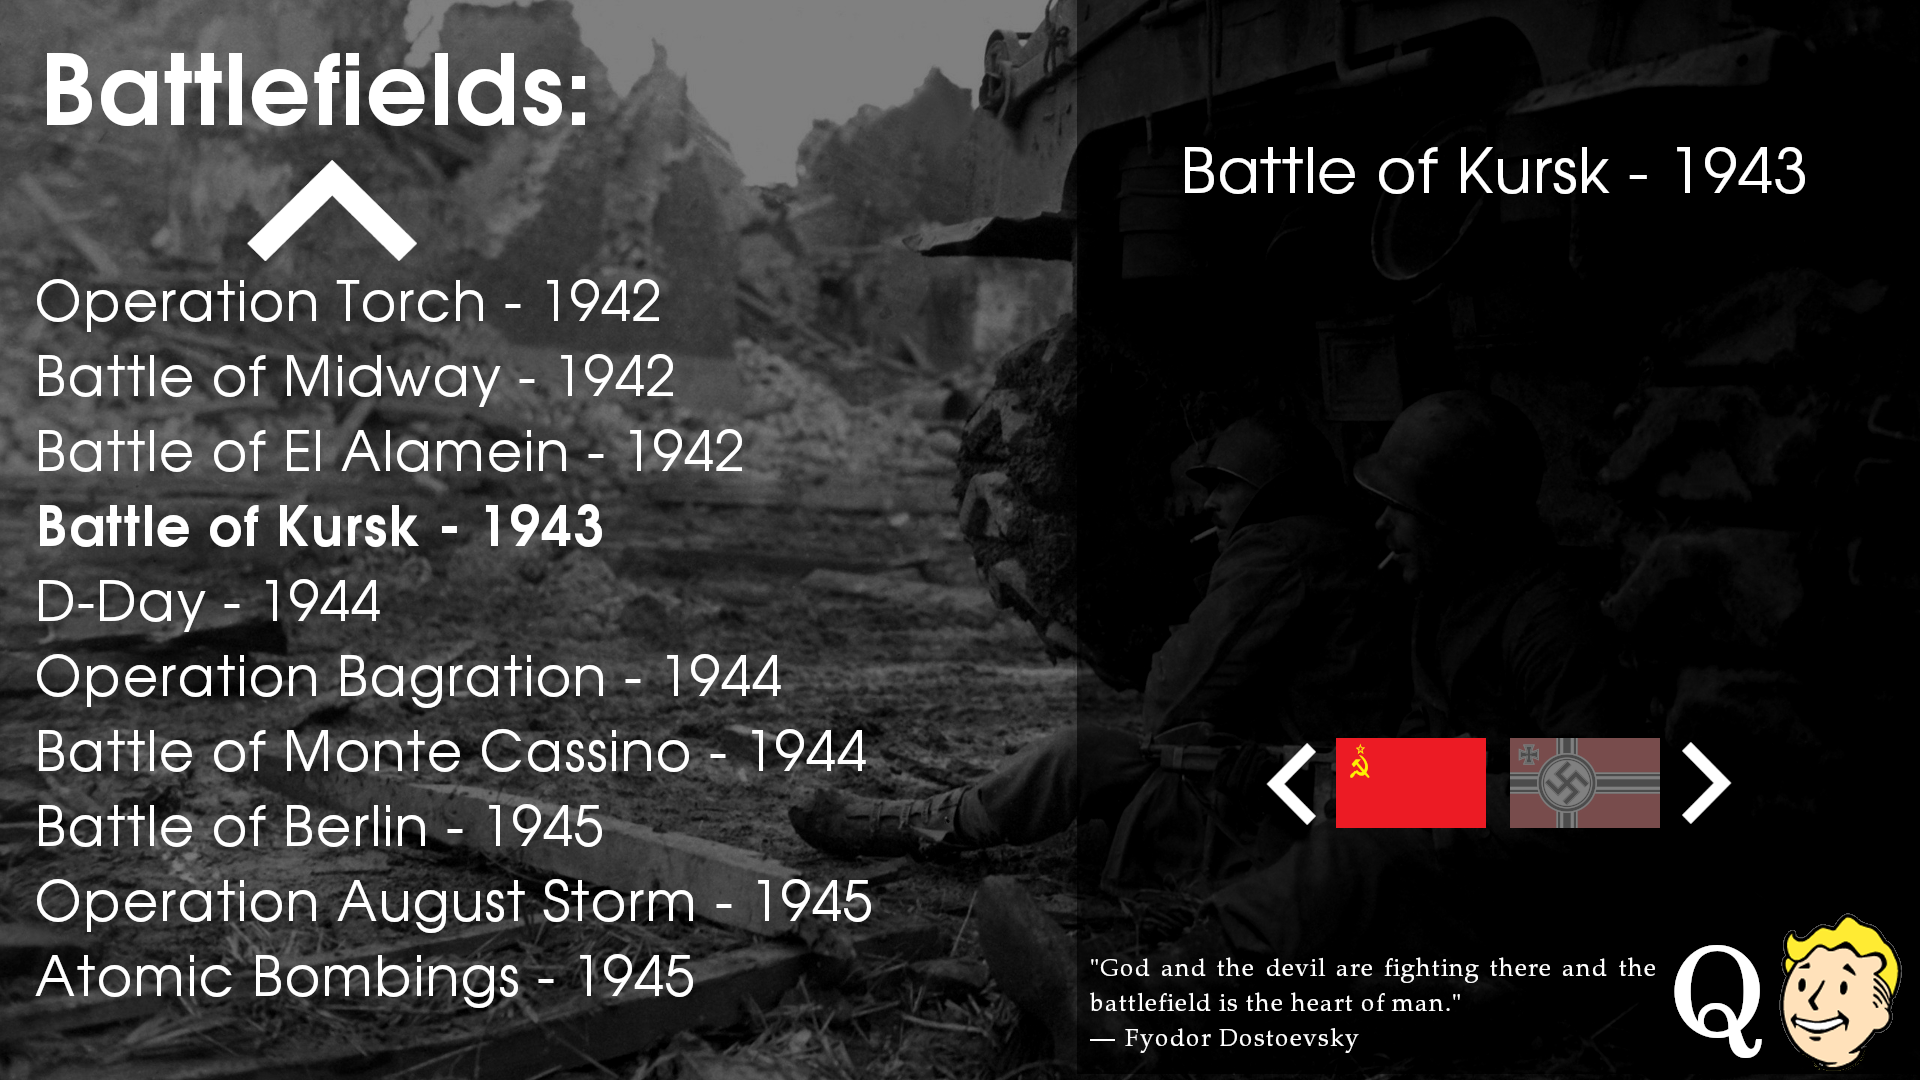 Battlefields:
Operation Torch - 1942
Battle of Midway - 1942
Battle of El Alamein - 1942
Battle of Kursk - 1943
D-Day - 1944
Operation Bagration - 1944
Battle of Monte Cassino - 1944
Battle of Berlin - 1945
Operation August Storm - 1945
Atomic Bombings - 1945
Battle of Kursk - 1943
"God and the devil are fighting there and the
battlefield is the heart of man."
— Fyodor Dostoevsky
Q